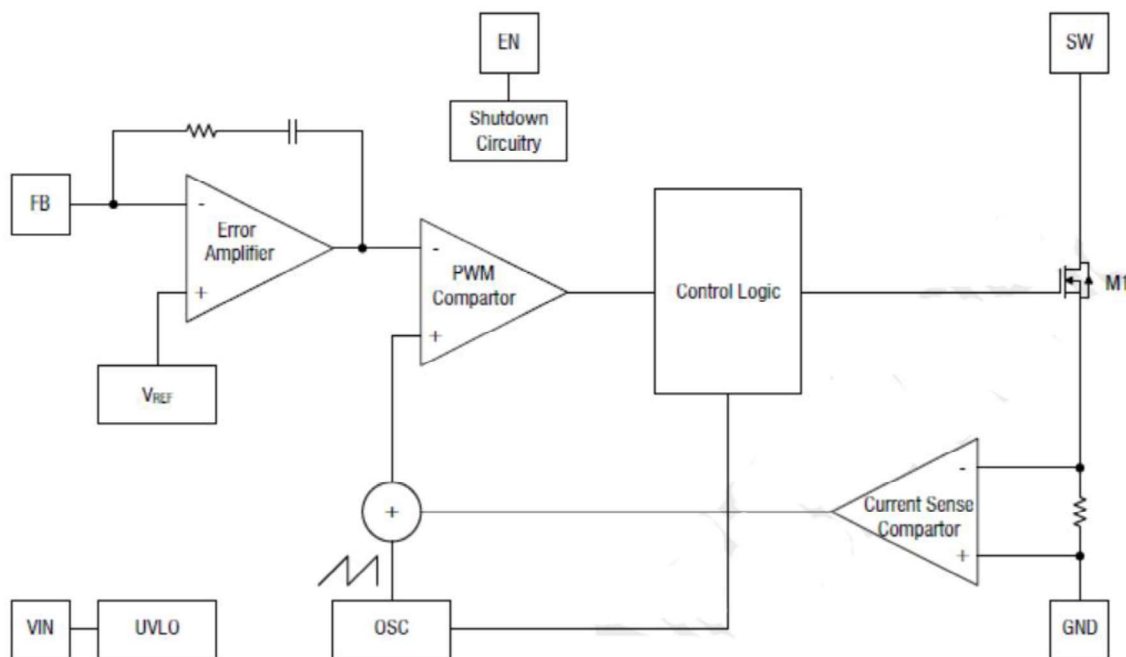 EN
SW
Shutdown
Circuitry
FB
-
Error
Amplifier
+
-
PWM
Compartor
+
Control Logic
M1
VREF
-
Current Sense
Compartor
+
+
VIN
UVLO
OSC
GND